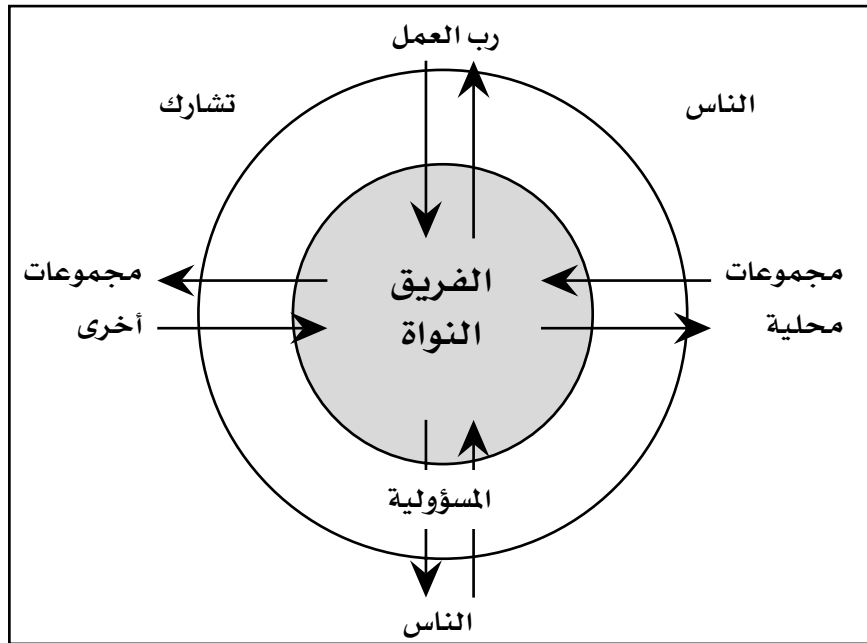 رب العمل
الناس
تشارك
مجموعات
محلية
الفريق
النواة
مجموعات
أخرى
المسؤولية
الناس